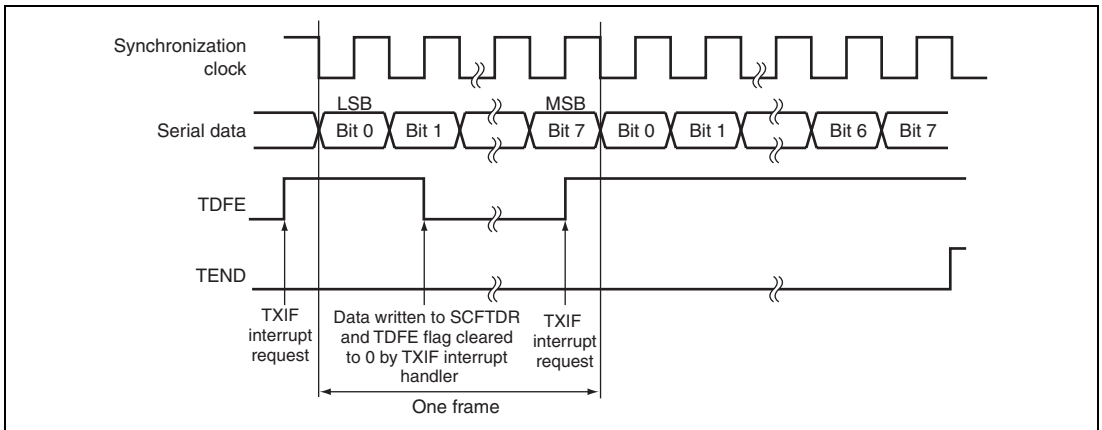 Synchronization
clock
LSB
MSB
Serial data
Bit 0
Bit 1
Bit 7
Bit 0
Bit 1
Bit 6
Bit 7
TDFE
TEND
TXIF
interrupt
request
Data written to SCFTDR
and TDFE flag cleared
to 0 by TXIF interrupt
handler
TXIF
interrupt
request
One frame